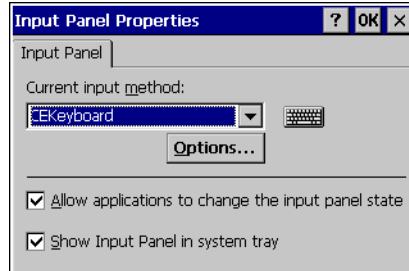 Input Panel Properties ? OK ×
Input Panel
Current input method:
CEKeyboard
Options...
Allow applications to change the input panel state
Show Input Panel in system tray